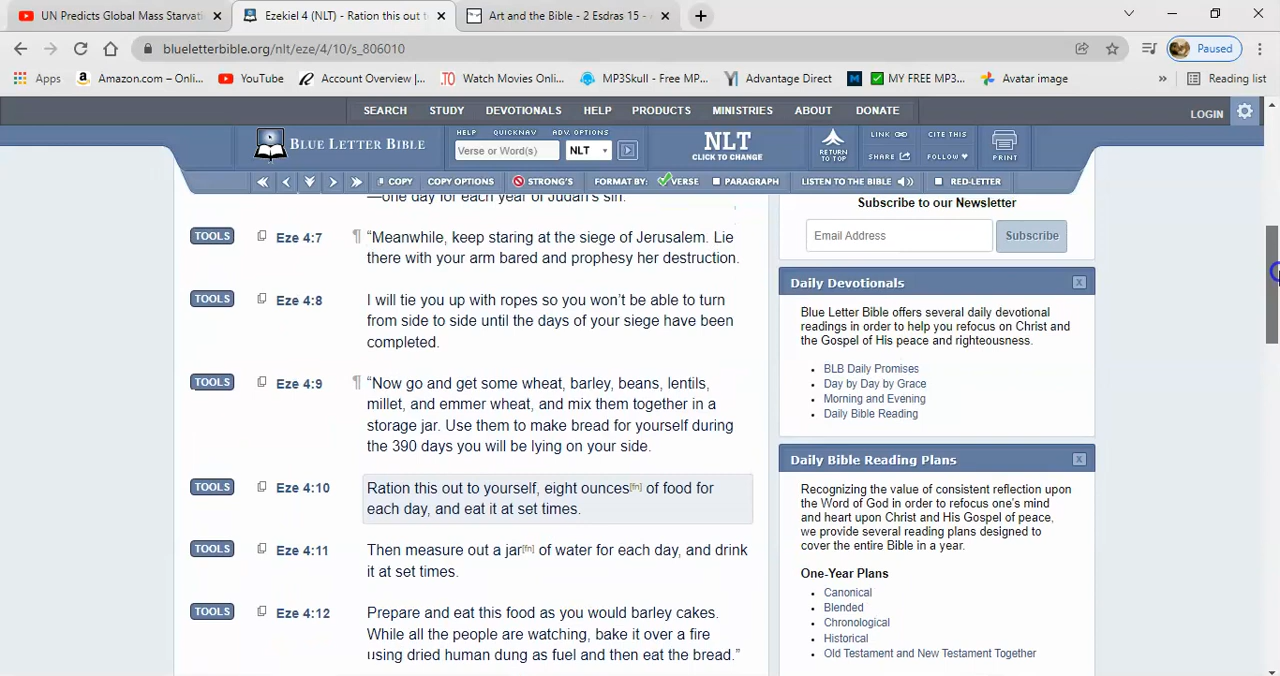 UN Predicts Global Mass Starvati
Ezekiel 4 (NLT) - Ration this out t
Art and the Bible - 2 Esdras 15 -
blueletterbible.org/nlt/eze/4/10/s_806010
Paused
Apps
Amazon.com – Onli...
YouTube
Account Overview |...
Watch Movies Onlin...
MP3Skull - Free MP...
Advantage Direct
MY FREE MP3...
Avatar image
»
Reading list
SEARCH STUDY DEVOTIONALS HELP PRODUCTS MINISTRIES ABOUT DONATE
LOGIN
BLUE LETTER BIBLE
HELP QUICKNAV ADV. OPTIONS
Verse or Word(s)
NLT
NLT
CLICK TO CHANGE
RETURN
TO TOP
LINK
CITE THIS
SHARE
FOLLOW
PRINT
COPY COPY OPTIONS STRONG'S FORMAT BY: VERSE PARAGRAPH LISTEN TO THE BIBLE RED-LETTER
—one day for each year of Judah's sin.
TOOLS Eze 4:7 ¶ “Meanwhile, keep staring at the siege of Jerusalem. Lie
there with your arm bared and prophesy her destruction.
TOOLS Eze 4:8 I will tie you up with ropes so you won’t be able to turn
from side to side until the days of your siege have been
completed.
TOOLS Eze 4:9 ¶ “Now go and get some wheat, barley, beans, lentils,
millet, and emmer wheat, and mix them together in a
storage jar. Use them to make bread for yourself during
the 390 days you will be lying on your side.
TOOLS Eze 4:10 Ration this out to yourself, eight ounces[fn] of food for
each day, and eat it at set times.
TOOLS Eze 4:11 Then measure out a jar[fn] of water for each day, and drink
it at set times.
TOOLS Eze 4:12 Prepare and eat this food as you would barley cakes.
While all the people are watching, bake it over a fire
using dried human dung as fuel and then eat the bread.”
Subscribe to our Newsletter
Email Address
Subscribe
Daily Devotionals
Blue Letter Bible offers several daily devotional
readings in order to help you refocus on Christ and
the Gospel of His peace and righteousness.
BLB Daily Promises
Day by Day by Grace
Morning and Evening
Daily Bible Reading
Daily Bible Reading Plans
Recognizing the value of consistent reflection upon
the Word of God in order to refocus one's mind
and heart upon Christ and His Gospel of peace,
we provide several reading plans designed to
cover the entire Bible in a year.
One-Year Plans
Canonical
Blended
Chronological
Historical
Old Testament and New Testament Together